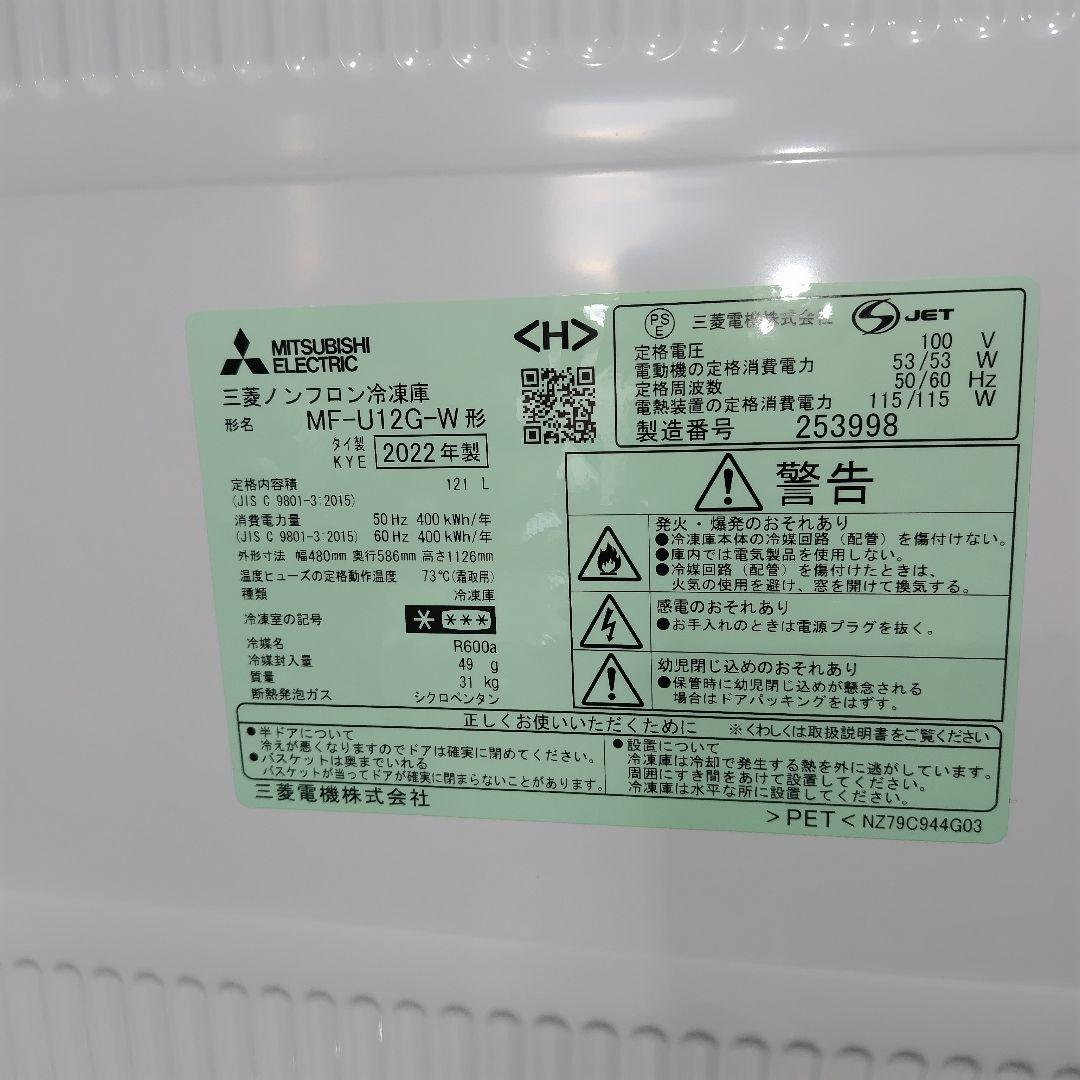 MITSUBISHI
ELECTRIC
<H>
三菱ノンフロン冷凍庫
形名 MF-U12G-W形
タイ製
KYE 2022年製
定格内容積 121 L
(JIS C 9801-3:2015)
消費電力量 50Hz 400kWh/年
(JIS C 9801-3:2015) 60Hz 400kWh/年
外形寸法 幅480mm 奥行586mm 高さ1126mm
温度ヒューズの定格動作温度 73℃(霜取用)
種類 冷凍庫
冷凍室の記号 ****
冷媒名 R600a
冷媒封入量 49 g
質量 31 kg
断熱発泡ガス シクロペンタン
PSE 三菱電機株式会社 JET
定格電圧 100 V
電動機の定格消費電力 53/53 W
定格周波数 50/60 Hz
電熱装置の定格消費電力 115/115 W
製造番号 253998
警告
発火・爆発のおそれあり
●冷凍庫本体の冷媒回路(配管)を傷付けない。
●庫内では電気製品を使用しない。
●冷媒回路(配管)を傷付けたときは、
火気の使用を避け、窓を開けて換気する。
感電のおそれあり
●お手入れのときは電源プラグを抜く。
幼児閉じ込めのおそれあり
●保管時に幼児閉じ込めが懸念される
場合はドアパッキングをはずす。
正しくお使いいただくために ※くわしくは取扱説明書をご覧ください
●半ドアについて
冷えが悪くなりますのでドアは確実に閉めてください。
●バスケットは奥までいれる
バスケットが当ってドアが確実に閉まらないことがあります。
●設置について
冷凍庫は冷却で発生する熱を外に逃がしています。
周囲にすき間をあけて設置してください。
冷凍庫は水平な所に設置してください。
三菱電機株式会社
>PET< NZ79C944G03